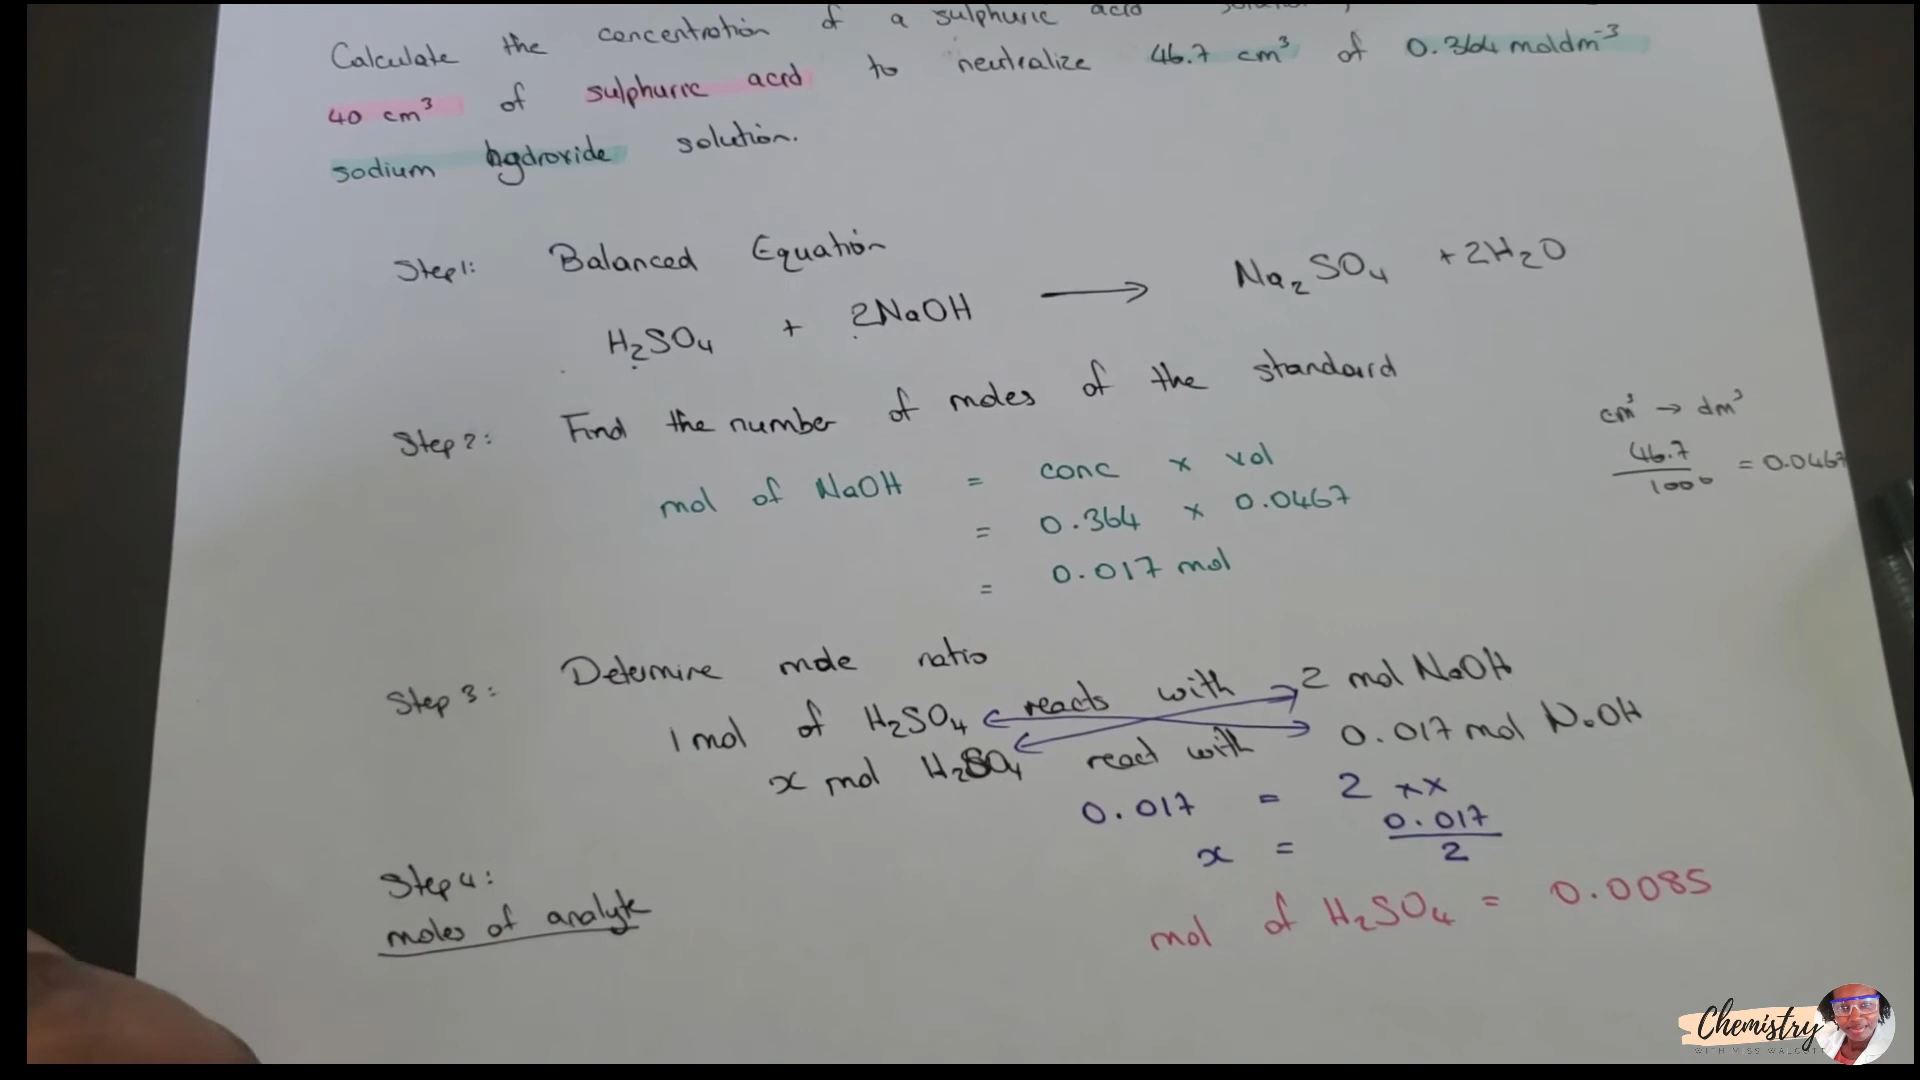 Calculate the concentration of a sulphuric acid
40 cm³ of sulphuric acid to neutralize 46.7 cm³ of 0.364 moldm⁻³
sodium hydroxide solution.
Step 1: Balanced Equation
H₂SO₄ + 2NaOH → Na₂SO₄ + 2H₂O
Step 2: Find the number of moles of the standard
cm³ → dm³
46.7 / 1000 = 0.0467
mol of NaOH = conc x vol
= 0.364 x 0.0467
= 0.017 mol
Step 3: Determine mole ratio
1 mol of H₂SO₄ reacts with 2 mol NaOH
x mol H₂SO₄ react with 0.017 mol NaOH
0.017 = 2 x x
x = 0.017 / 2
Step 4:
moles of analyte
mol of H₂SO₄ = 0.0085
Chemistry
WITH MISS WALCOTT